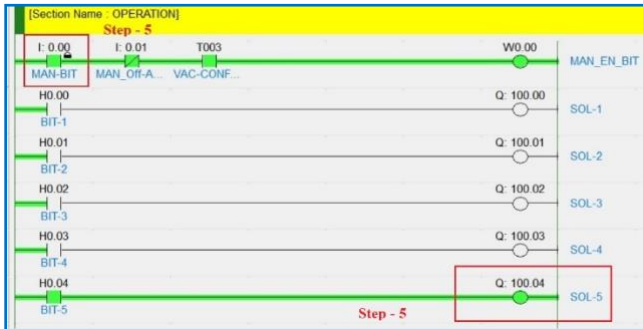 [Section Name : OPERATION]
Step - 5
I: 0.00 I: 0.01 T003 W0.00
MAN-BIT MAN_Off-A... VAC-CONF... MAN_EN_BIT
H0.00 Q: 100.00
BIT-1 SOL-1
H0.01 Q: 100.01
BIT-2 SOL-2
H0.02 Q: 100.02
BIT-3 SOL-3
H0.03 Q: 100.03
BIT-4 SOL-4
H0.04 Q: 100.04
BIT-5 SOL-5
Step - 5